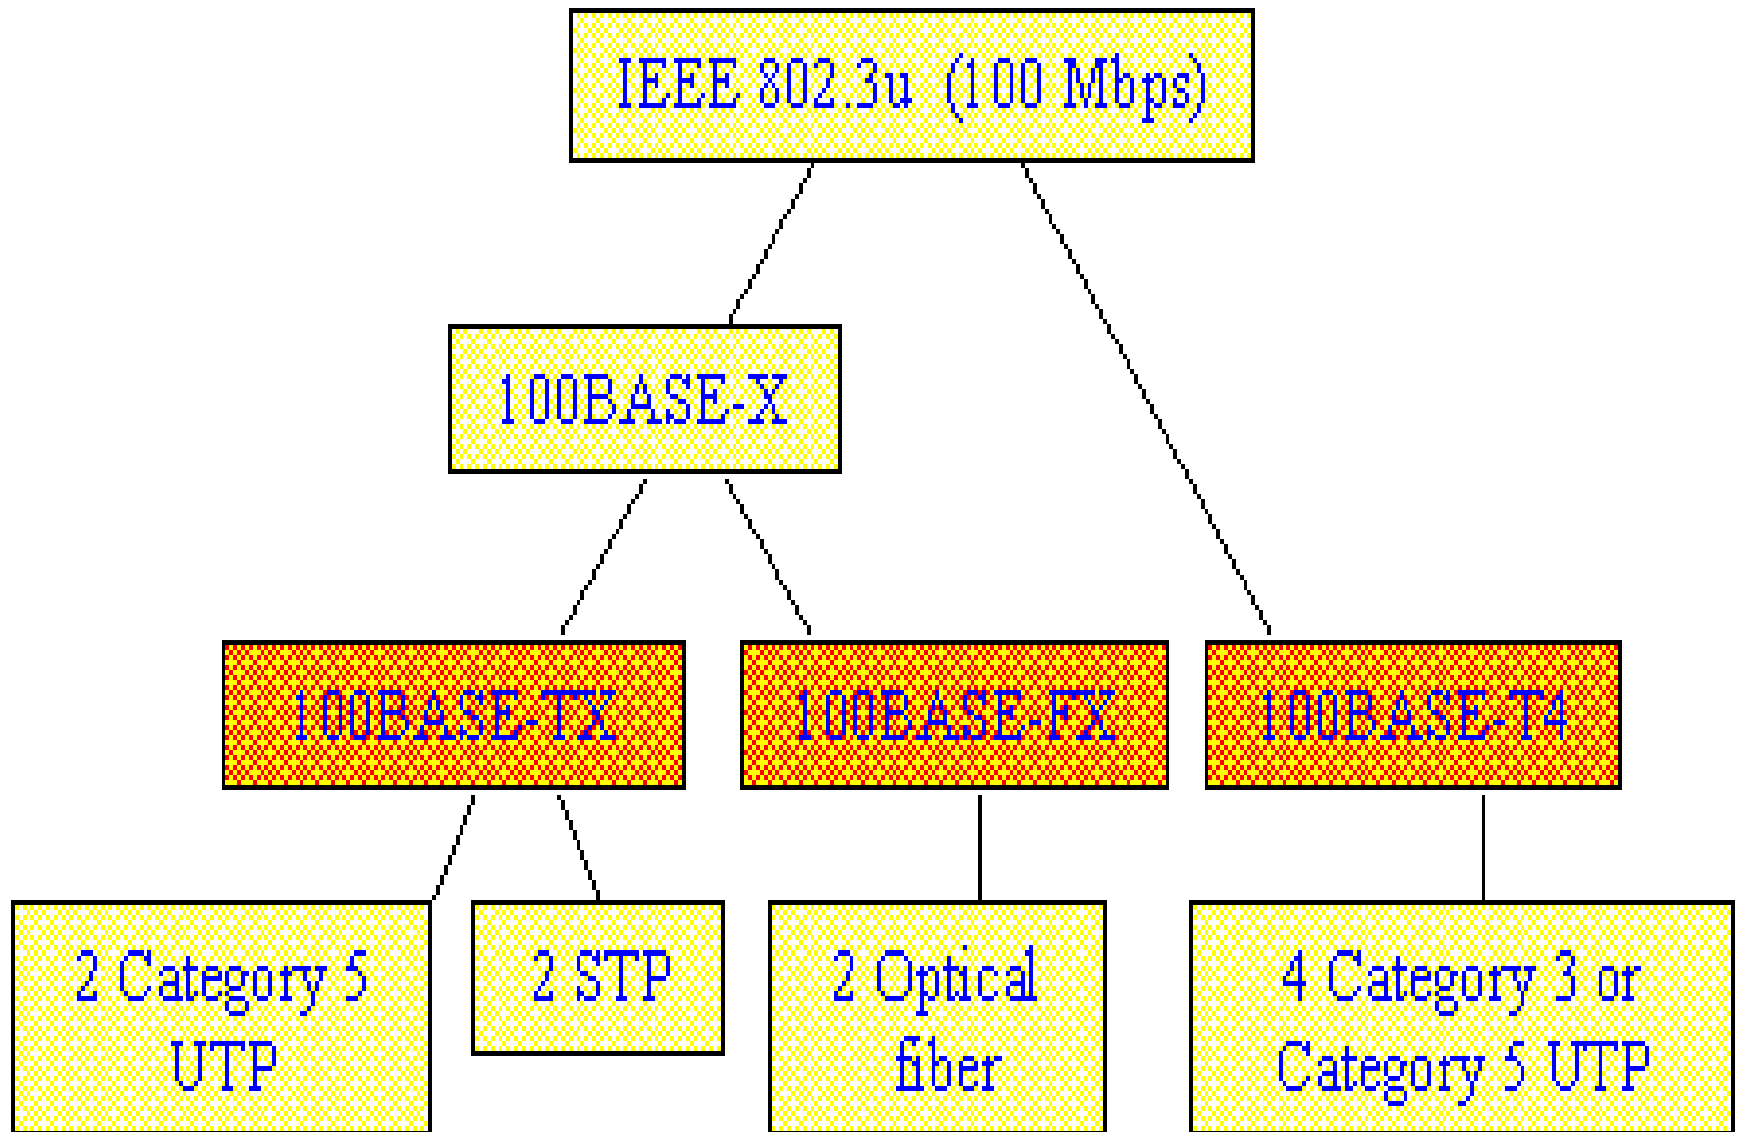 IEEE 802.3u (100 Mbps)
100BASE-X
100BASE-TX
100BASE-FX
100BASE-T4
2 Category 5
UTP
2 STP
2 Optical
fiber
4 Category 3 or
Category 5 UTP